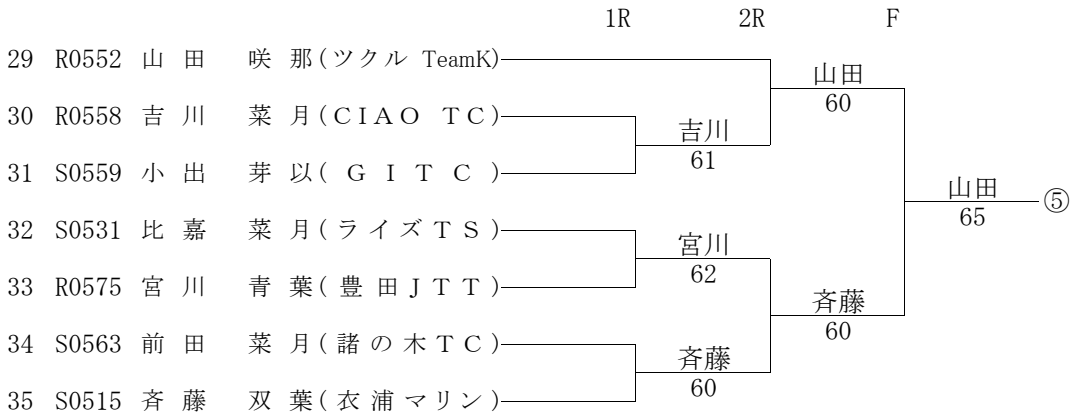 1R 2R F
29 R0552 山田 咲那(ツクル TeamK)
山田
60
30 R0558 吉川 菜月(CIAO TC)
吉川
61
31 S0559 小出 芽以(GITC)
山田 ⑤
65
32 S0531 比嘉 菜月(ライズTS)
宮川
62
33 R0575 宮川 青葉(豊田JTT)
斉藤
60
34 S0563 前田 菜月(諸の木TC)
斉藤
60
35 S0515 斉藤 双葉(衣浦マリン)